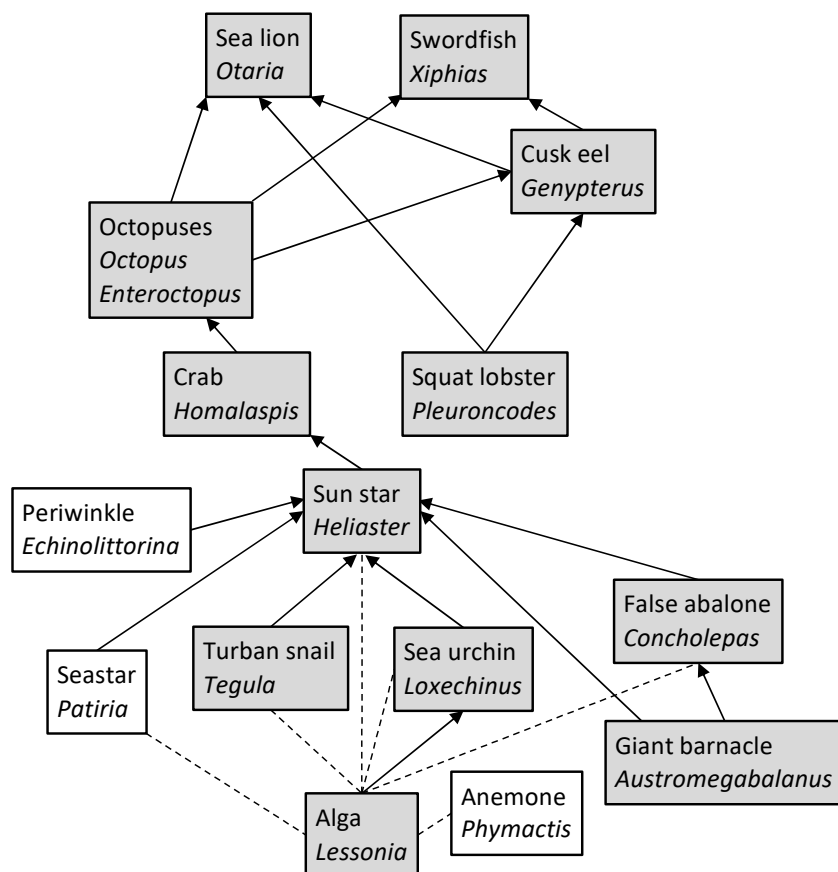 Sea lion
Otaria
Swordfish
Xiphias
Cusk eel
Genypterus
Octopuses
Octopus
Enteroctopus
Crab
Homalaspis
Squat lobster
Pleuroncodes
Sun star
Heliaster
Periwinkle
Echinolittorina
False abalone
Concholepas
Turban snail
Tegula
Sea urchin
Loxechinus
Seastar
Patiria
Giant barnacle
Austromegabalanus
Anemone
Phymactis
Alga
Lessonia